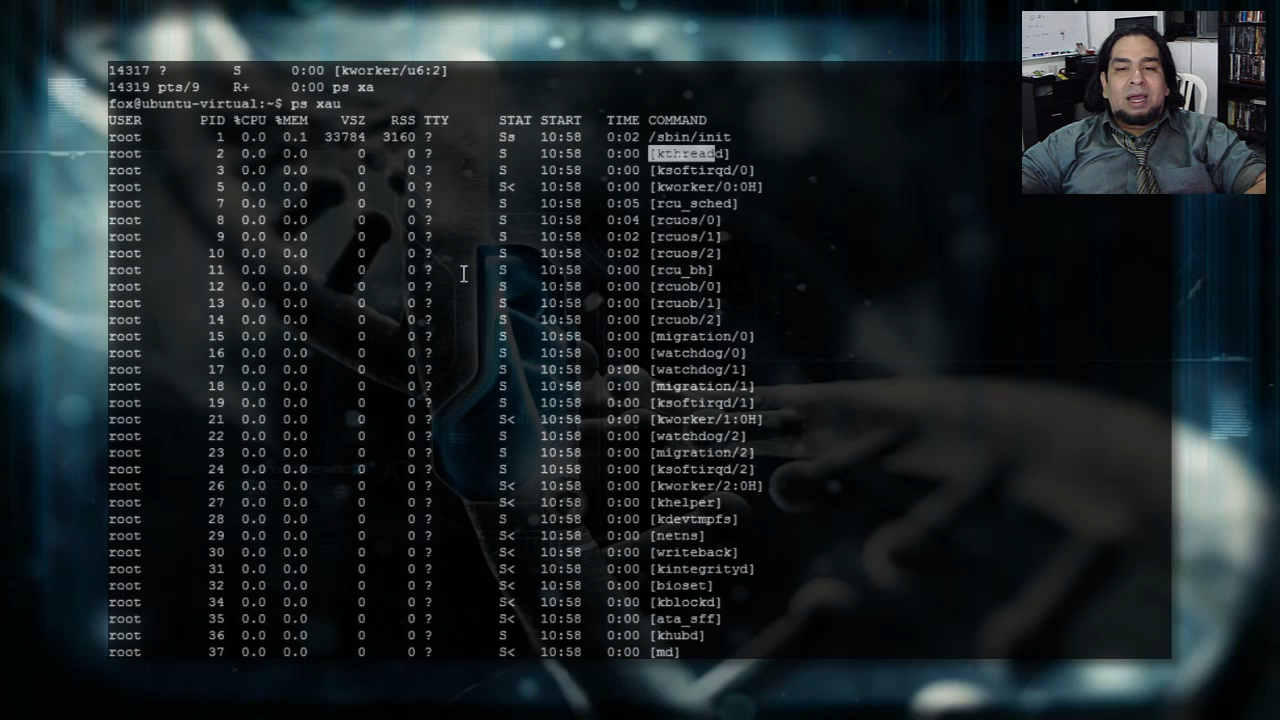 14317 ? S 0:00 [kworker/u6:2]
14319 pts/9 R+ 0:00 ps xa
fox@ubuntu-virtual:~$ ps xau
USER PID %CPU %MEM VSZ RSS TTY STAT START TIME COMMAND
root 1 0.0 0.1 33784 3160 ? Ss 10:58 0:02 /sbin/init
root 2 0.0 0.0 0 0 ? S 10:58 0:00 [kthreadd]
root 3 0.0 0.0 0 0 ? S 10:58 0:00 [ksoftirqd/0]
root 5 0.0 0.0 0 0 ? S< 10:58 0:00 [kworker/0:0H]
root 7 0.0 0.0 0 0 ? S 10:58 0:05 [rcu_sched]
root 8 0.0 0.0 0 0 ? S 10:58 0:04 [rcuos/0]
root 9 0.0 0.0 0 0 ? S 10:58 0:02 [rcuos/1]
root 10 0.0 0.0 0 0 ? S 10:58 0:02 [rcuos/2]
root 11 0.0 0.0 0 0 ? S 10:58 0:00 [rcu_bh]
root 12 0.0 0.0 0 0 ? S 10:58 0:00 [rcuob/0]
root 13 0.0 0.0 0 0 ? S 10:58 0:00 [rcuob/1]
root 14 0.0 0.0 0 0 ? S 10:58 0:00 [rcuob/2]
root 15 0.0 0.0 0 0 ? S 10:58 0:00 [migration/0]
root 16 0.0 0.0 0 0 ? S 10:58 0:00 [watchdog/0]
root 17 0.0 0.0 0 0 ? S 10:58 0:00 [watchdog/1]
root 18 0.0 0.0 0 0 ? S 10:58 0:00 [migration/1]
root 19 0.0 0.0 0 0 ? S 10:58 0:00 [ksoftirqd/1]
root 21 0.0 0.0 0 0 ? S< 10:58 0:00 [kworker/1:0H]
root 22 0.0 0.0 0 0 ? S 10:58 0:00 [watchdog/2]
root 23 0.0 0.0 0 0 ? S 10:58 0:00 [migration/2]
root 24 0.0 0.0 0 0 ? S 10:58 0:00 [ksoftirqd/2]
root 26 0.0 0.0 0 0 ? S< 10:58 0:00 [kworker/2:0H]
root 27 0.0 0.0 0 0 ? S< 10:58 0:00 [khelper]
root 28 0.0 0.0 0 0 ? S 10:58 0:00 [kdevtmpfs]
root 29 0.0 0.0 0 0 ? S< 10:58 0:00 [netns]
root 30 0.0 0.0 0 0 ? S< 10:58 0:00 [writeback]
root 31 0.0 0.0 0 0 ? S< 10:58 0:00 [kintegrityd]
root 32 0.0 0.0 0 0 ? S< 10:58 0:00 [bioset]
root 34 0.0 0.0 0 0 ? S< 10:58 0:00 [kblockd]
root 35 0.0 0.0 0 0 ? S< 10:58 0:00 [ata_sff]
root 36 0.0 0.0 0 0 ? S 10:58 0:00 [khubd]
root 37 0.0 0.0 0 0 ? S< 10:58 0:00 [md]